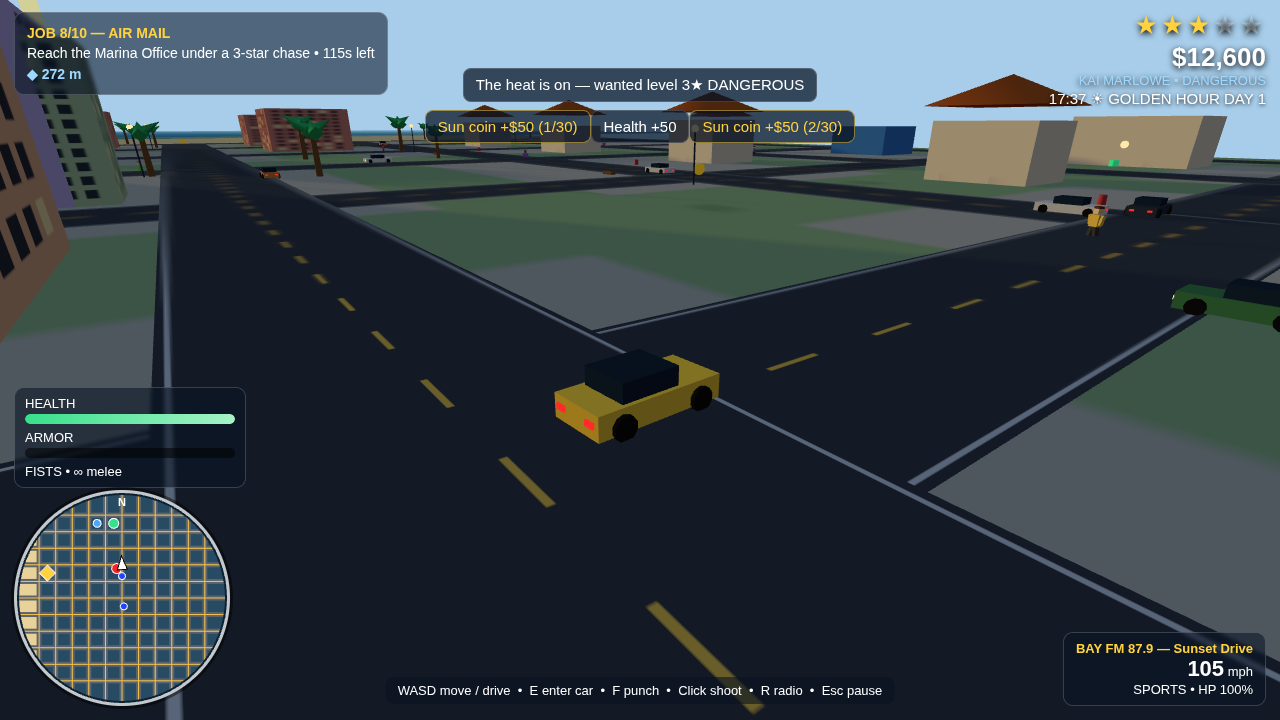 JOB 8/10 — AIR MAIL
Reach the Marina Office under a 3-star chase • 115s left
◆ 272 m
The heat is on — wanted level 3★ DANGEROUS
Sun coin +$50 (1/30)
Health +50
Sun coin +$50 (2/30)
★★★★★
$12,600
KAI MARLOWE • DANGEROUS
17:37 ☀ GOLDEN HOUR DAY 1
HEALTH
ARMOR
FISTS • ∞ melee
N
WASD move / drive • E enter car • F punch • Click shoot • R radio • Esc pause
BAY FM 87.9 — Sunset Drive
105 mph
SPORTS • HP 100%